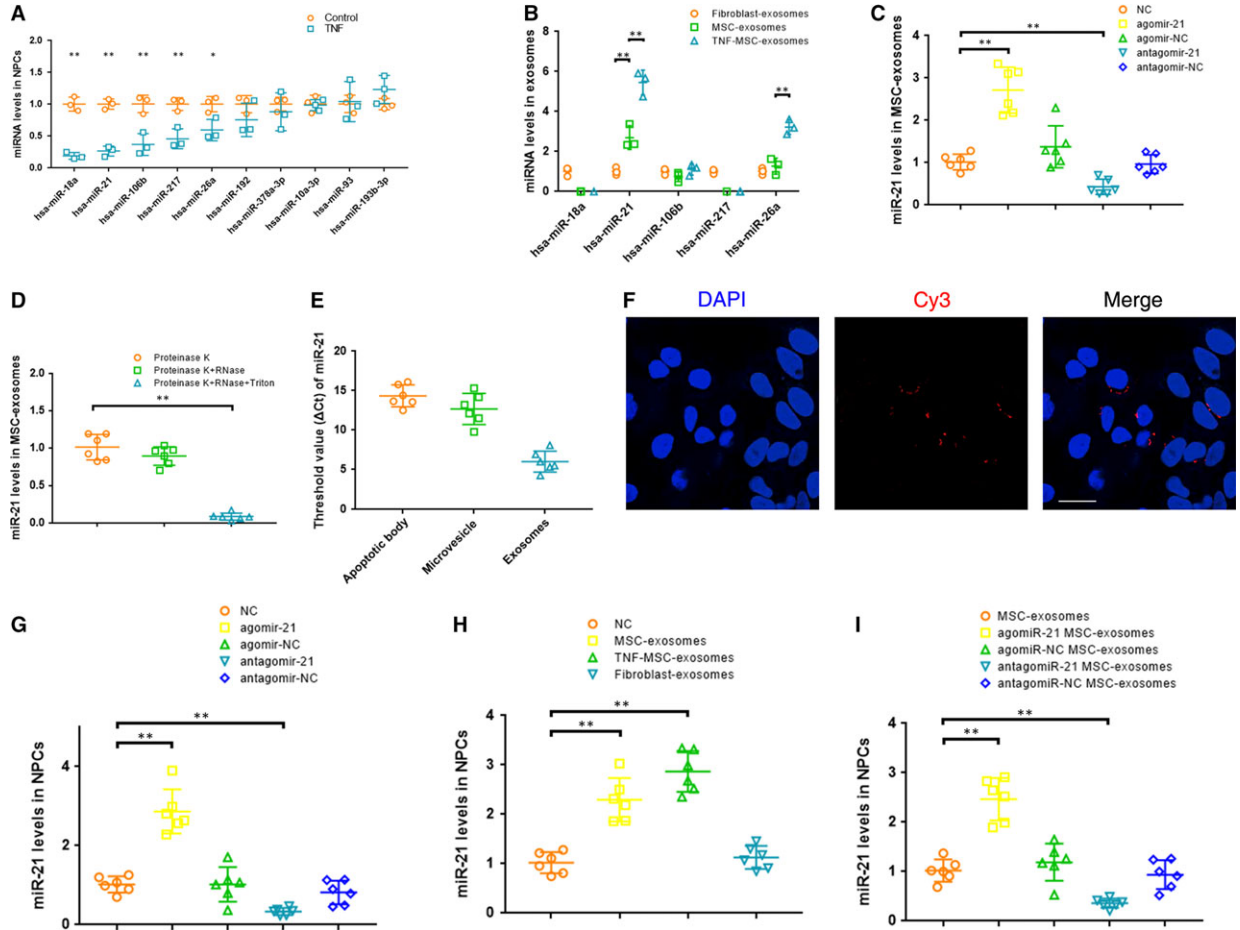 A
Control
TNF
miRNA levels in NPCs
2.0
1.5
1.0
0.5
0.0
** ** ** ** *
hsa-miR-18a
hsa-miR-21
hsa-miR-106b
hsa-miR-217
hsa-miR-26a
hsa-miR-192
hsa-miR-378a-3p
hsa-miR-10a-3p
hsa-miR-93
hsa-miR-193b-3p
B
Fibroblast-exosomes
MSC-exosomes
TNF-MSC-exosomes
miRNA levels in exosomes
8
6
4
2
0
**
**
**
hsa-miR-18a
hsa-miR-21
hsa-miR-106b
hsa-miR-217
hsa-miR-26a
C
NC
agomir-21
agomir-NC
antagomir-21
antagomir-NC
miR-21 levels in MSC-exosomes
4
3
2
1
0
**
**
D
Proteinase K
Proteinase K+RNase
Proteinase K+RNase+Triton
miR-21 levels in MSC-exosomes
2.0
1.5
1.0
0.5
0.0
**
E
Threshold value (ΔCt) of miR-21
20
15
10
5
0
Apoptotic body
Microvesicle
Exosomes
F
DAPI
Cy3
Merge
G
NC
agomir-21
agomir-NC
antagomir-21
antagomir-NC
miR-21 levels in NPCs
4
2
0
**
**
H
NC
MSC-exosomes
TNF-MSC-exosomes
Fibroblast-exosomes
miR-21 levels in NPCs
4
3
2
1
0
**
**
I
MSC-exosomes
agomiR-21 MSC-exosomes
agomiR-NC MSC-exosomes
antagomiR-21 MSC-exosomes
antagomiR-NC MSC-exosomes
miR-21 levels in NPCs
4
3
2
1
0
**
**